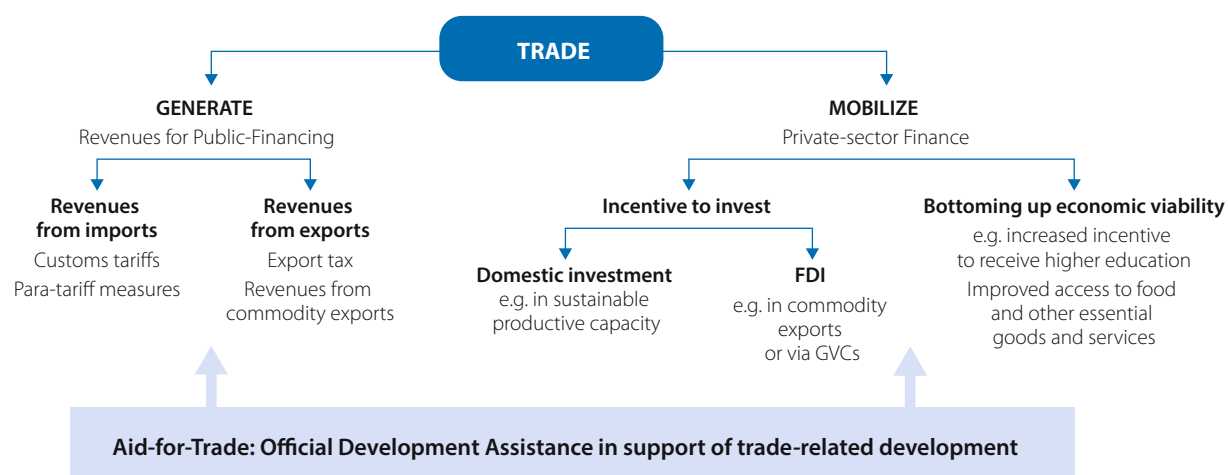 TRADE
GENERATE
Revenues for Public-Financing
MOBILIZE
Private-sector Finance
Revenues
from imports
Customs tariffs
Para-tariff measures
Revenues
from exports
Export tax
Revenues from
commodity exports
Incentive to invest
Domestic investment
e.g. in sustainable
productive capacity
FDI
e.g. in commodity
exports
or via GVCs
Bottoming up economic viability
e.g. increased incentive
to receive higher education
Improved access to food
and other essential
goods and services
Aid-for-Trade: Official Development Assistance in support of trade-related development